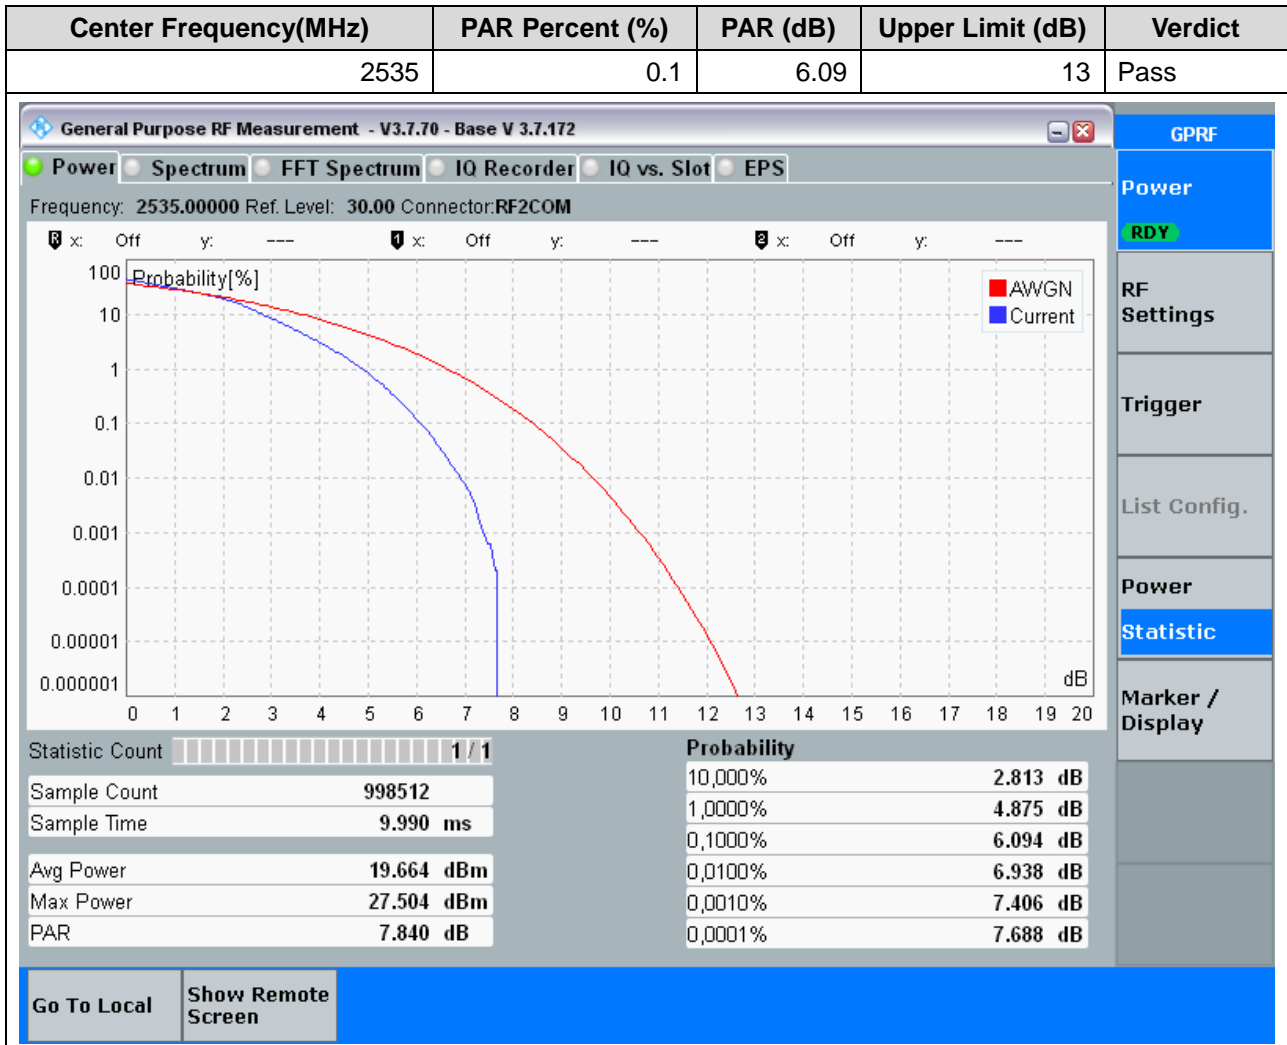 Center Frequency(MHz) PAR Percent (%) PAR (dB) Upper Limit (dB) Verdict
2535 0.1 6.09 13 Pass
General Purpose RF Measurement - V3.7.70 - Base V 3.7.172
GPRF
Power Spectrum FFT Spectrum IQ Recorder IQ vs. Slot EPS
Power
RDY
Frequency: 2535.00000 Ref. Level: 30.00 Connector:RF2COM
R x: Off y: --- 1 x: Off y: --- 2 x: Off y: ---
Probability[%]
AWGN
Current
100
10
1
0.1
0.01
0.001
0.0001
0.00001
0.000001
dB
0 1 2 3 4 5 6 7 8 9 10 11 12 13 14 15 16 17 18 19 20
RF
Settings
Trigger
List Config.
Power
Statistic
Marker /
Display
Statistic Count 1 / 1
Sample Count 998512
Sample Time 9.990 ms
Avg Power 19.664 dBm
Max Power 27.504 dBm
PAR 7.840 dB
Probability
10,000% 2.813 dB
1,0000% 4.875 dB
0,1000% 6.094 dB
0,0100% 6.938 dB
0,0010% 7.406 dB
0,0001% 7.688 dB
Go To Local
Show Remote
Screen